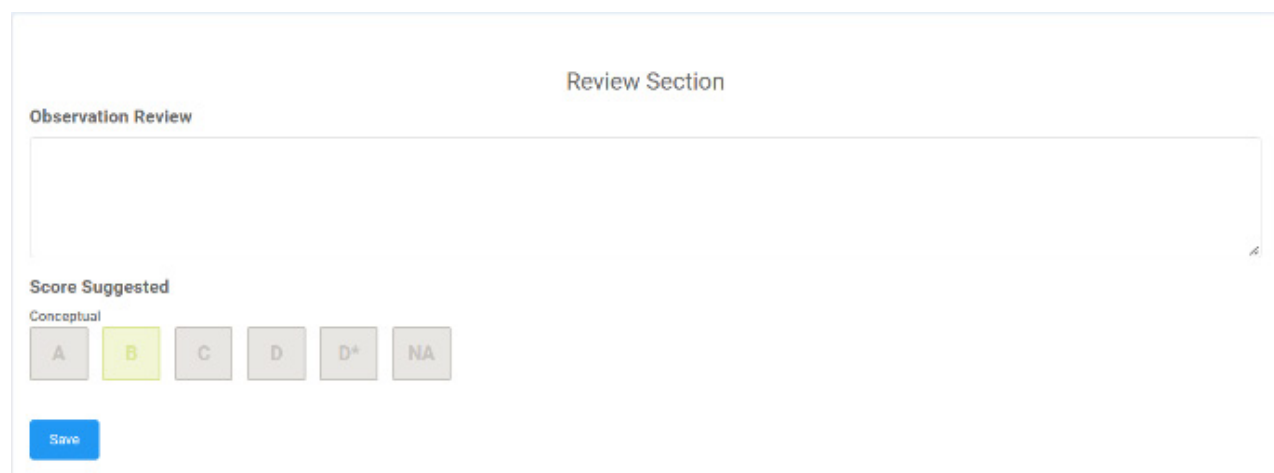 Review Section
Observation Review
Score Suggested
Conceptual
A B C D D* NA
Save